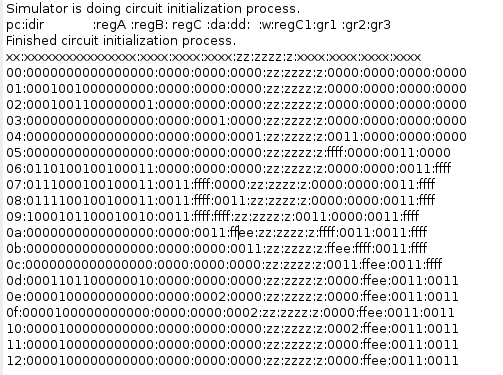 Simulator is doing circuit initialization process.
pc:idir :regA :regB: regC :da:dd: :w:regC1:gr1 :gr2:gr3
Finished circuit initialization process.
xx:xxxxxxxxxxxxxxxx:xxxx:xxxx:xxxx:zz:zzzz:z:xxxx:xxxx:xxxx:xxxx
00:0000000000000000:0000:0000:0000:zz:zzzz:z:0000:0000:0000:0000
01:0001001000000000:0000:0000:0000:zz:zzzz:z:0000:0000:0000:0000
02:0001001100000001:0000:0000:0000:zz:zzzz:z:0000:0000:0000:0000
03:0000000000000000:0000:0001:0000:zz:zzzz:z:0000:0000:0000:0000
04:0000000000000000:0000:0000:0001:zz:zzzz:z:0011:0000:0000:0000
05:0000000000000000:0000:0000:0000:zz:zzzz:z:ffff:0000:0011:0000
06:0110100100100011:0000:0000:0000:zz:zzzz:z:0000:0000:0011:ffff
07:0111000100100011:0011:ffff:0000:zz:zzzz:z:0000:0000:0011:ffff
08:0111100100100011:0011:ffff:0011:zz:zzzz:z:0000:0000:0011:ffff
09:1000101100010010:0011:ffff:ffff:zz:zzzz:z:0011:0000:0011:ffff
0a:0000000000000000:0000:0011:ffee:zz:zzzz:z:ffff:0011:0011:ffff
0b:0000000000000000:0000:0000:0011:zz:zzzz:z:ffee:ffff:0011:ffff
0c:0000000000000000:0000:0000:0000:zz:zzzz:z:0011:ffee:0011:ffff
0d:0001101100000010:0000:0000:0000:zz:zzzz:z:0000:ffee:0011:0011
0e:0000100000000000:0000:0002:0000:zz:zzzz:z:0000:ffee:0011:0011
0f:0000100000000000:0000:0000:0002:zz:zzzz:z:0000:ffee:0011:0011
10:0000100000000000:0000:0000:0000:zz:zzzz:z:0002:ffee:0011:0011
11:0000100000000000:0000:0000:0000:zz:zzzz:z:0000:ffee:0011:0011
12:0000100000000000:0000:0000:0000:zz:zzzz:z:0000:ffee:0011:0011